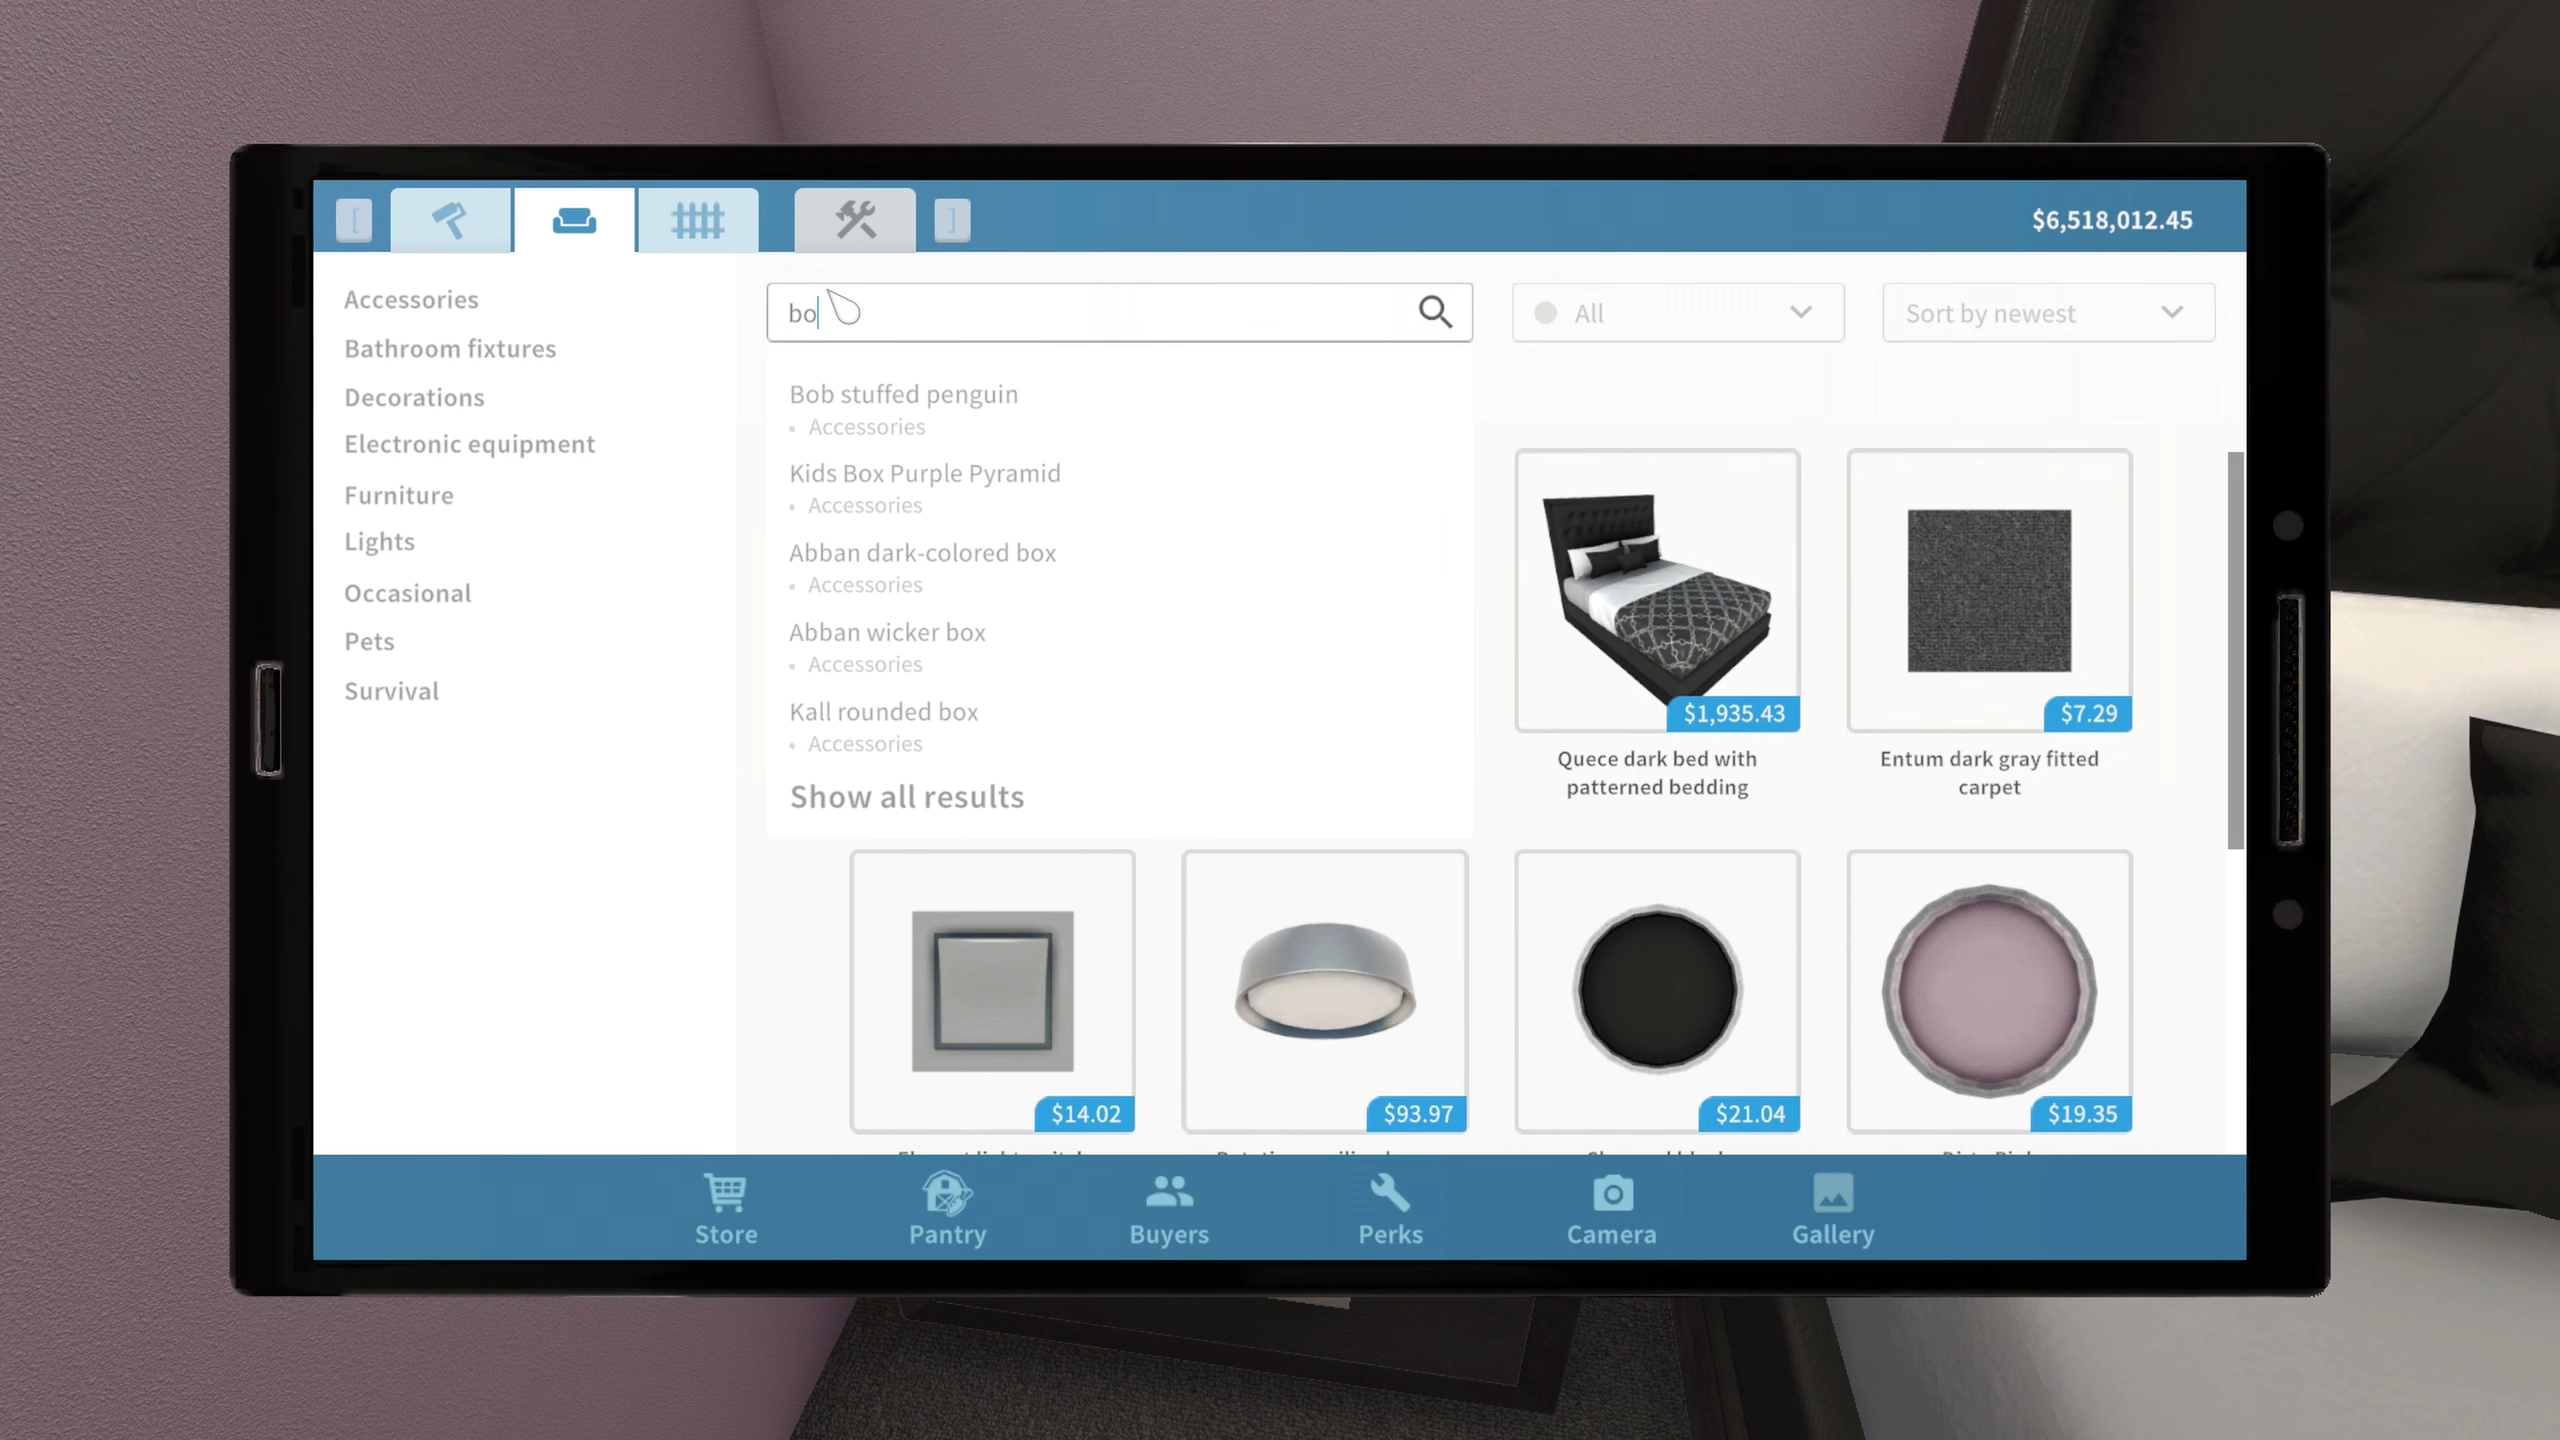 [
]
$6,518,012.45
Accessories
Bathroom fixtures
Decorations
Electronic equipment
Furniture
Lights
Occasional
Pets
Survival
bo
All
Sort by newest
Bob stuffed penguin
Accessories
Kids Box Purple Pyramid
Accessories
Abban dark-colored box
Accessories
Abban wicker box
Accessories
Kall rounded box
Accessories
Show all results
$1,935.43
Quece dark bed with
patterned bedding
$7.29
Entum dark gray fitted
carpet
$14.02
$93.97
$21.04
$19.35
Store
Pantry
Buyers
Perks
Camera
Gallery